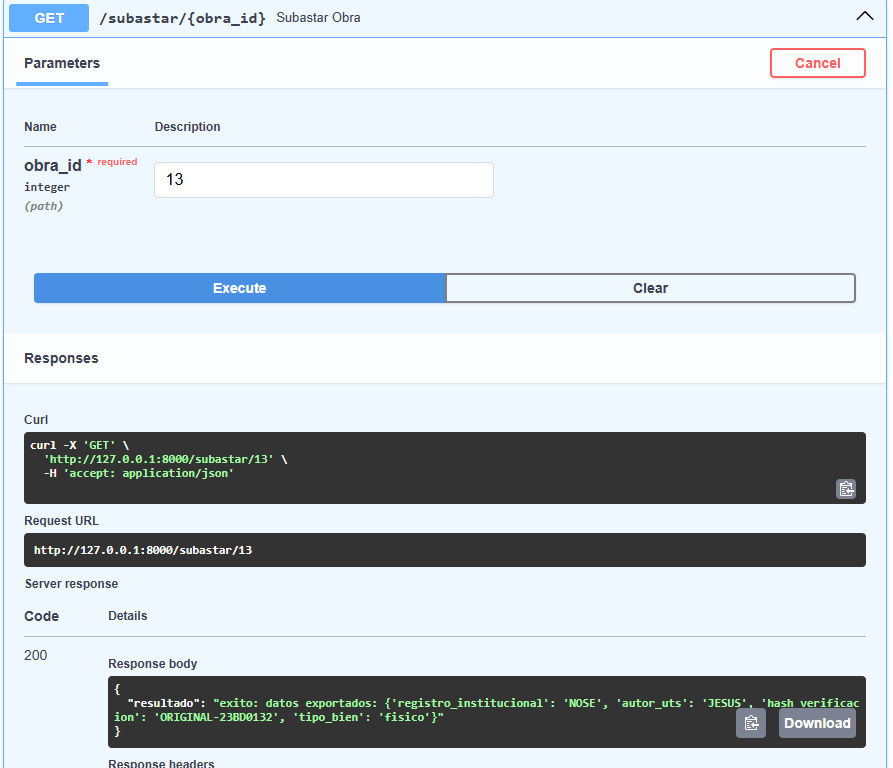 GET /subastar/{obra_id} Subastar Obra
Parameters Cancel
Name Description
obra_id * required
integer
(path)
13
Execute Clear
Responses
Curl
curl -X 'GET' \
'http://127.0.0.1:8000/subastar/13' \
-H 'accept: application/json'
Request URL
http://127.0.0.1:8000/subastar/13
Server response
Code Details
200
Response body
{
"resultado": "exito: datos exportados: {'registro_institucional': 'NOSE', 'autor_uts': 'JESUS', 'hash_verificac
ion': 'ORIGINAL-23BD0132', 'tipo_bien': 'fisico'}"
}
Download
Response headers